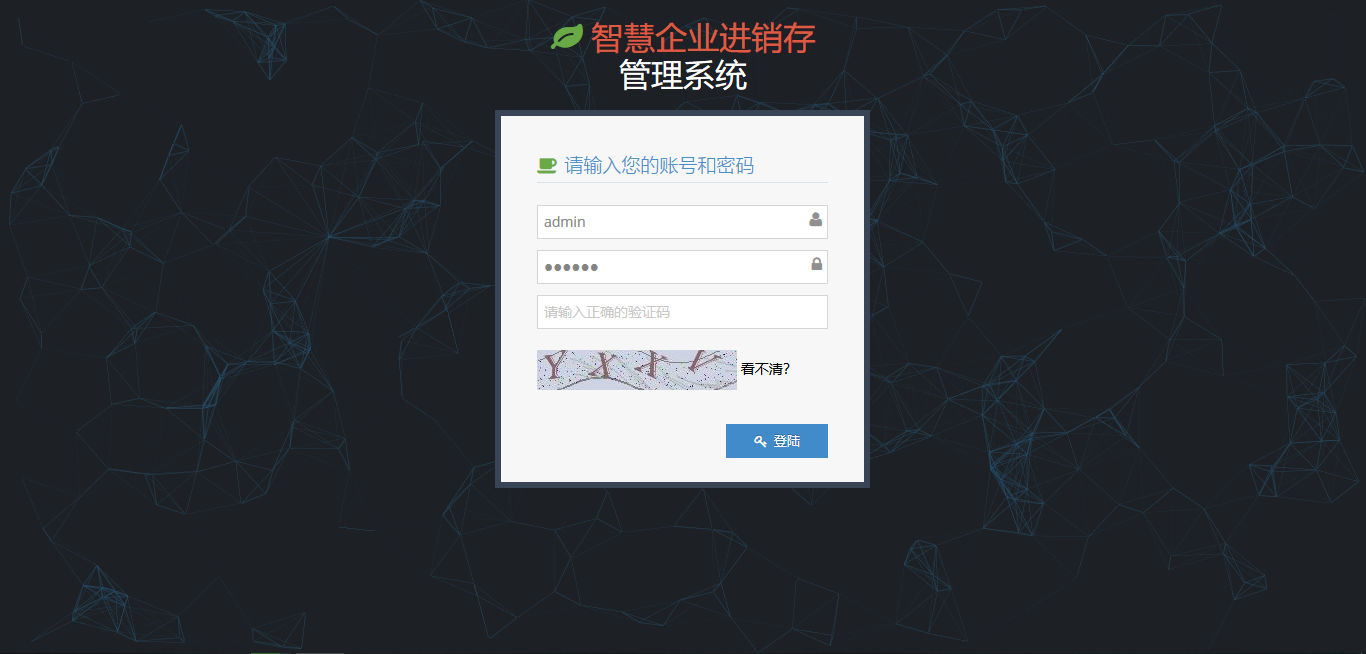 智慧企业进销存
管理系统
请输入您的账号和密码
admin
●●●●●●
请输入正确的验证码
看不清?
登陆